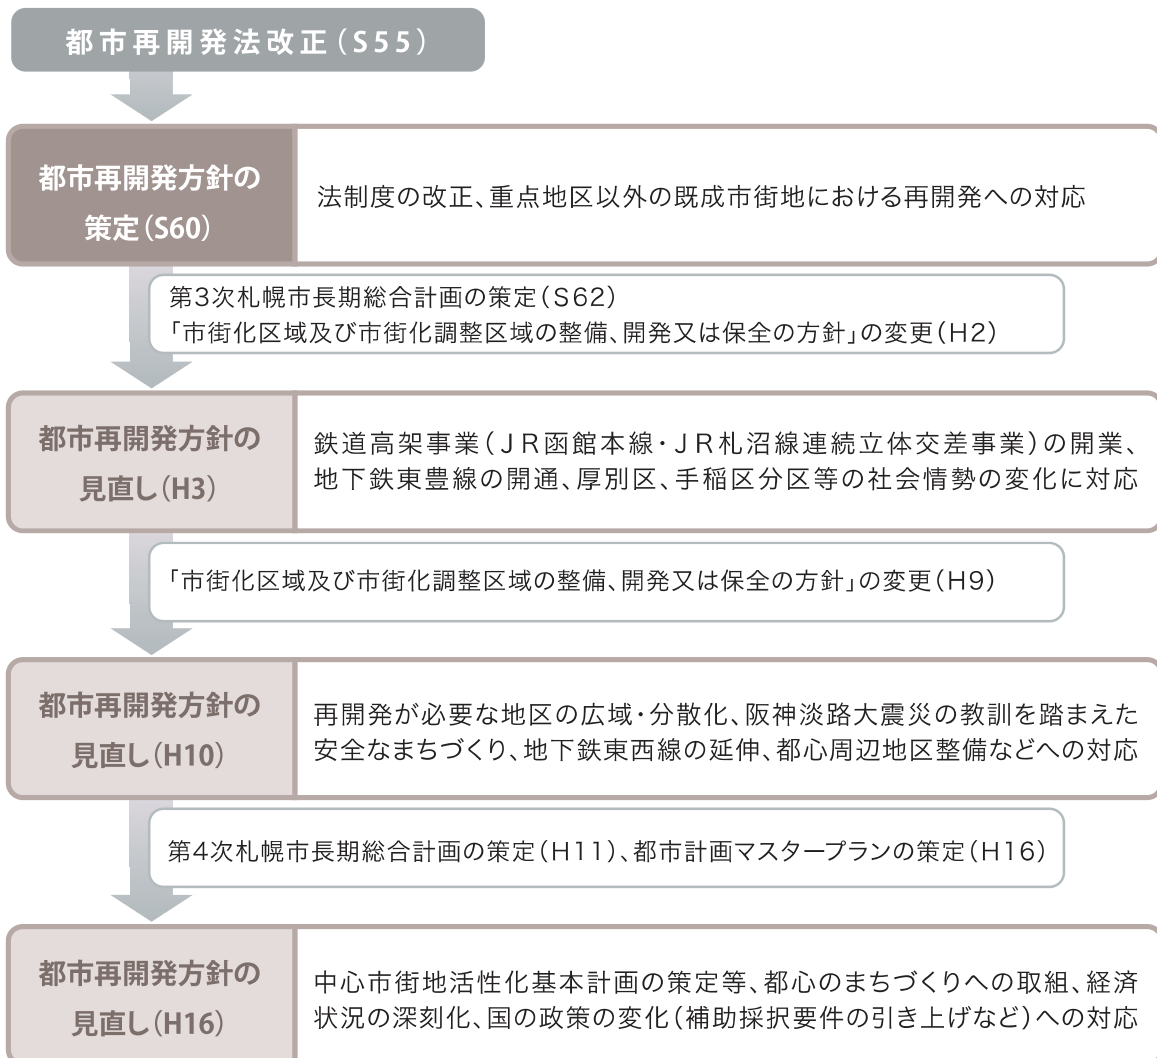 都市再開発法改正(S55)
都市再開発方針の
策定(S60)
法制度の改正、重点地区以外の既成市街地における再開発への対応
第3次札幌市長期総合計画の策定(S62)
「市街化区域及び市街化調整区域の整備、開発又は保全の方針」の変更(H2)
都市再開発方針の
見直し(H3)
鉄道高架事業(JR函館本線・JR札沼線連続立体交差事業)の開業、
地下鉄東豊線の開通、厚別区、手稲区分区等の社会情勢の変化に対応
「市街化区域及び市街化調整区域の整備、開発又は保全の方針」の変更(H9)
都市再開発方針の
見直し(H10)
再開発が必要な地区の広域・分散化、阪神淡路大震災の教訓を踏まえた
安全なまちづくり、地下鉄東西線の延伸、都心周辺地区整備などへの対応
第4次札幌市長期総合計画の策定(H11)、都市計画マスタープランの策定(H16)
都市再開発方針の
見直し(H16)
中心市街地活性化基本計画の策定等、都心のまちづくりへの取組、経済
状況の深刻化、国の政策の変化(補助採択要件の引き上げなど)への対応